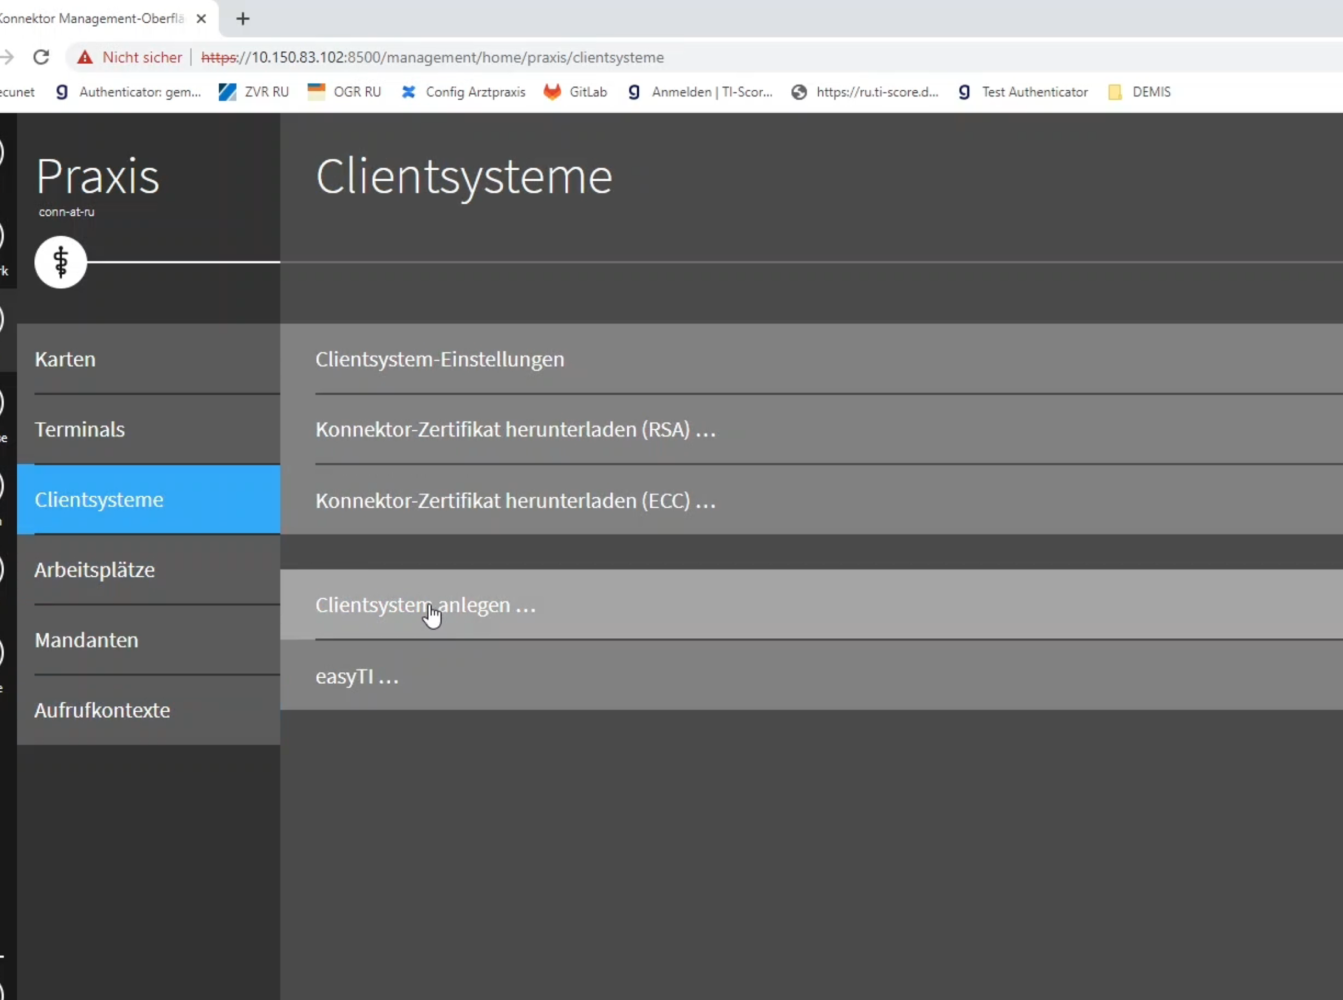 Konnektor Management-Oberflä
Nicht sicher https://10.150.83.102:8500/management/home/praxis/clientsysteme
ecunet Authenticator: gem... ZVR RU OGR RU Config Arztpraxis GitLab Anmelden | TI-Scor... https://ru.ti-score.d... Test Authenticator DEMIS
Praxis
conn-at-ru
Clientsysteme
Karten
Terminals
Clientsysteme
Arbeitsplätze
Mandanten
Aufrufkontexte
Clientsystem-Einstellungen
Konnektor-Zertifikat herunterladen (RSA) ...
Konnektor-Zertifikat herunterladen (ECC) ...
Clientsystem anlegen ...
easyTI ...